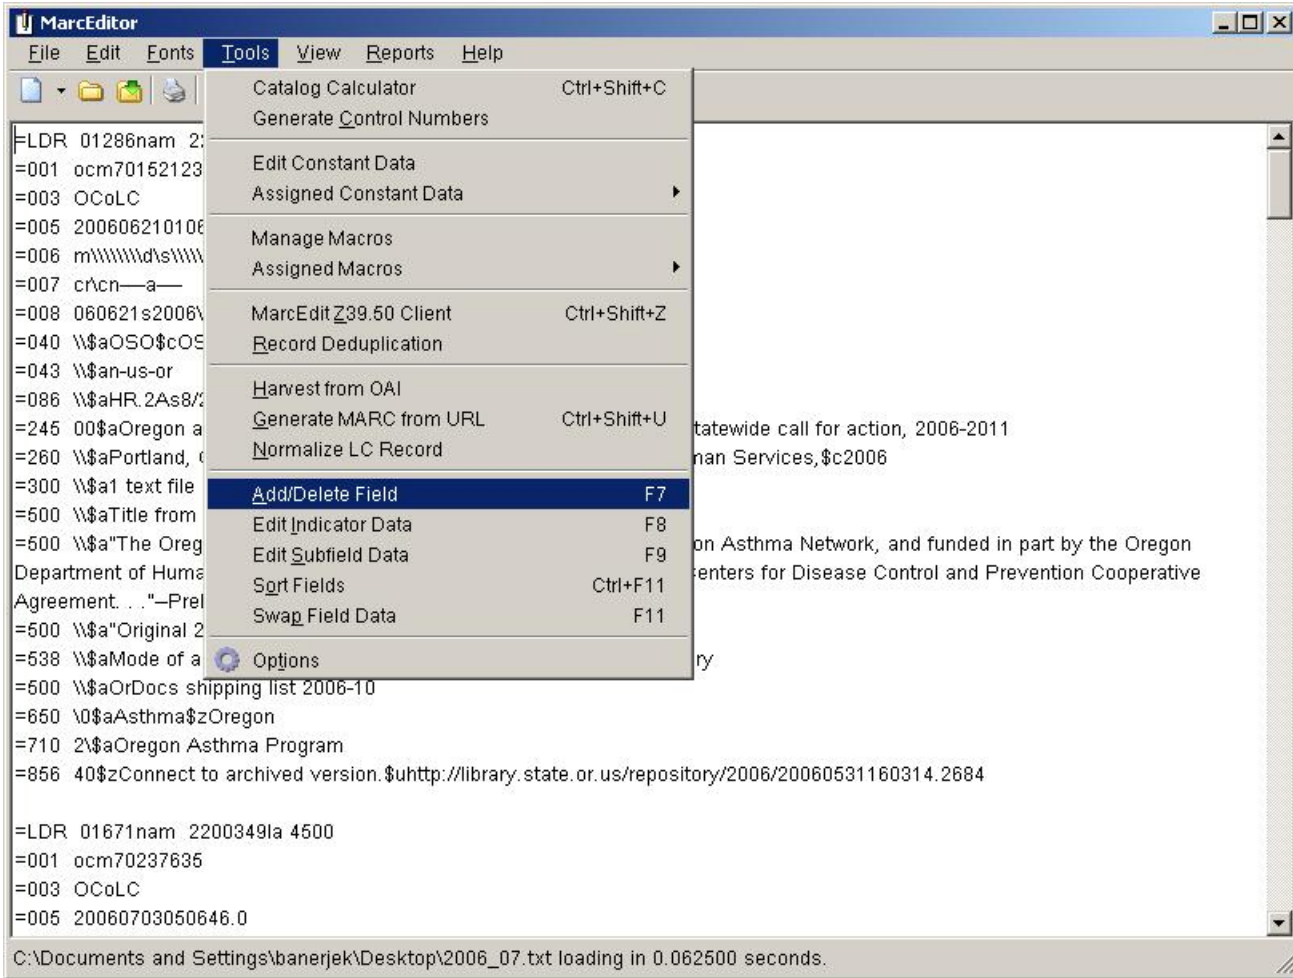 MarcEditor
File Edit Fonts Tools View Reports Help
Catalog Calculator Ctrl+Shift+C
Generate Control Numbers
Edit Constant Data
Assigned Constant Data
Manage Macros
Assigned Macros
MarcEdit Z39.50 Client Ctrl+Shift+Z
Record Deduplication
Harvest from OAI
Generate MARC from URL Ctrl+Shift+U
Normalize LC Record
Add/Delete Field F7
Edit Indicator Data F8
Edit Subfield Data F9
Sort Fields Ctrl+F11
Swap Field Data F11
Options
=LDR 01286nam 2
=001 ocm70152123
=003 OCoLC
=005 200606210106
=006 m\\\\\\\\d\s\\\\\
=007 cr\cn—a—
=008 060621s2006\
=040 \\$aOSO$cOS
=043 \\$an-us-or
=086 \\$aHR.2As8/2
=245 00$aOregon a tatewide call for action, 2006-2011
=260 \\$aPortland, nan Services,$c2006
=300 \\$a1 text file
=500 \\$aTitle from
=500 \\$a"The Oreg on Asthma Network, and funded in part by the Oregon
Department of Huma enters for Disease Control and Prevention Cooperative
Agreement. . ."--Prel
=500 \\$a"Original 2
=538 \\$aMode of a ry
=500 \\$aOrDocs shipping list 2006-10
=650 \0$aAsthma$zOregon
=710 2\$aOregon Asthma Program
=856 40$zConnect to archived version.$uhttp://library.state.or.us/repository/2006/20060531160314.2684
=LDR 01671nam 2200349Ia 4500
=001 ocm70237635
=003 OCoLC
=005 20060703050646.0
C:\Documents and Settings\banerjek\Desktop\2006_07.txt loading in 0.062500 seconds.